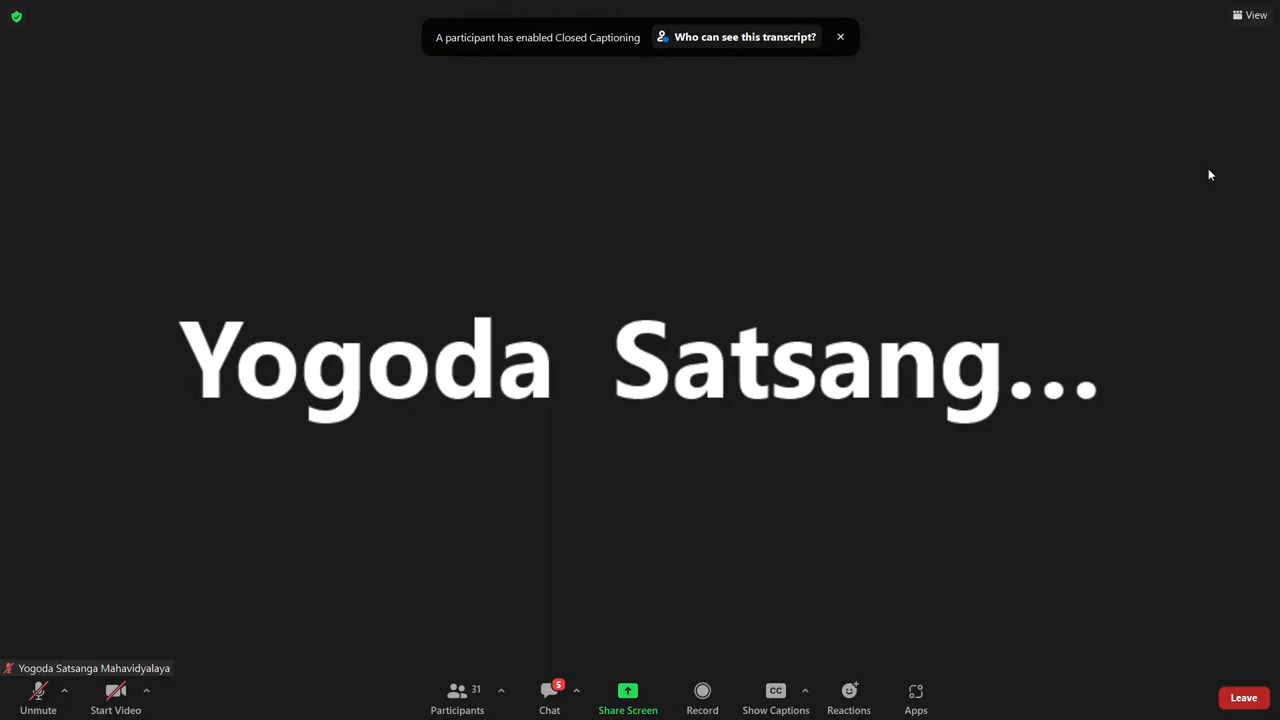 View
A participant has enabled Closed Captioning Who can see this transcript?
Yogoda Satsang...
Yogoda Satsanga Mahavidyalaya
Unmute Start Video Participants 31 Chat 5 Share Screen Record CC Show Captions Reactions Apps Leave